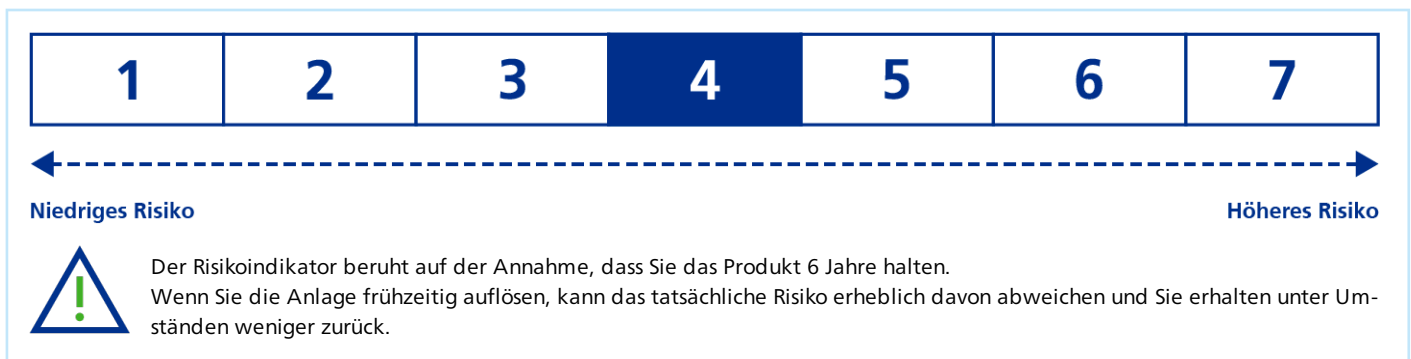 1 2 3 4 5 6 7
Niedriges Risiko Höheres Risiko
Der Risikoindikator beruht auf der Annahme, dass Sie das Produkt 6 Jahre halten.
Wenn Sie die Anlage frühzeitig auflösen, kann das tatsächliche Risiko erheblich davon abweichen und Sie erhalten unter Um-
ständen weniger zurück.